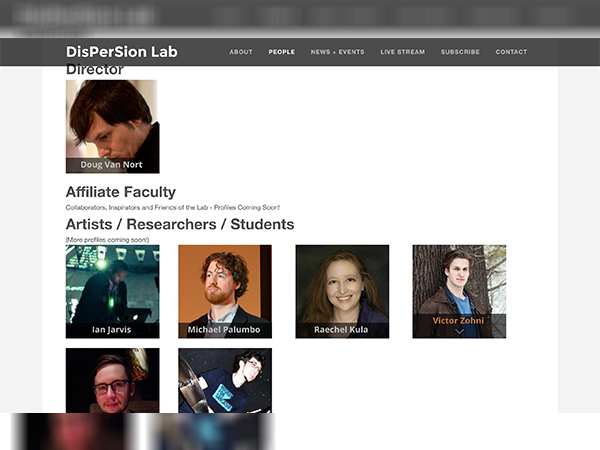 DisPerSion Lab
ABOUT PEOPLE NEWS + EVENTS LIVE STREAM SUBSCRIBE CONTACT
Director
Doug Van Nort
Affiliate Faculty
Collaborators, Inspirators and Friends of the Lab - Profiles Coming Soon!
Artists / Researchers / Students
(More profiles coming soon!)
Ian Jarvis
Michael Palumbo
Raechel Kula
Victor Zohni